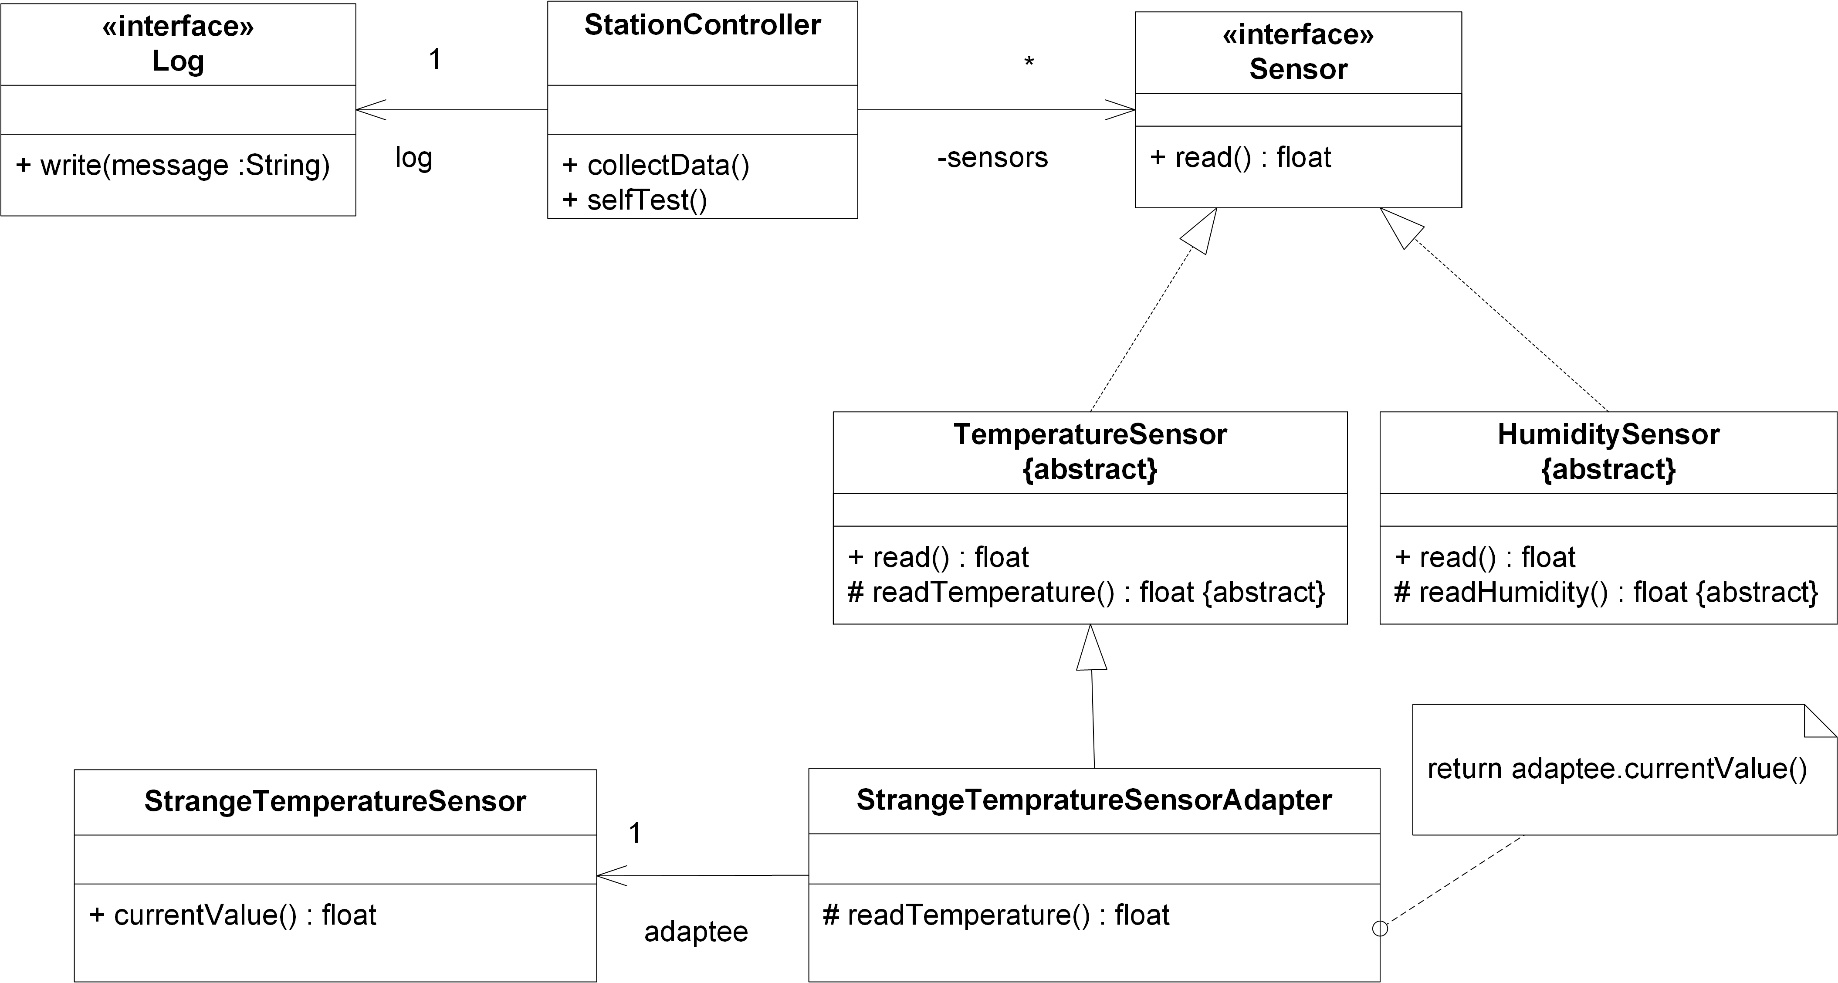 «interface»
Log
+ write(message :String)
1
log
StationController
+ collectData()
+ selfTest()
*
-sensors
«interface»
Sensor
+ read() : float
TemperatureSensor
{abstract}
+ read() : float
# readTemperature() : float {abstract}
HumiditySensor
{abstract}
+ read() : float
# readHumidity() : float {abstract}
StrangeTemperatureSensor
+ currentValue() : float
1
adaptee
StrangeTempratureSensorAdapter
# readTemperature() : float
return adaptee.currentValue()